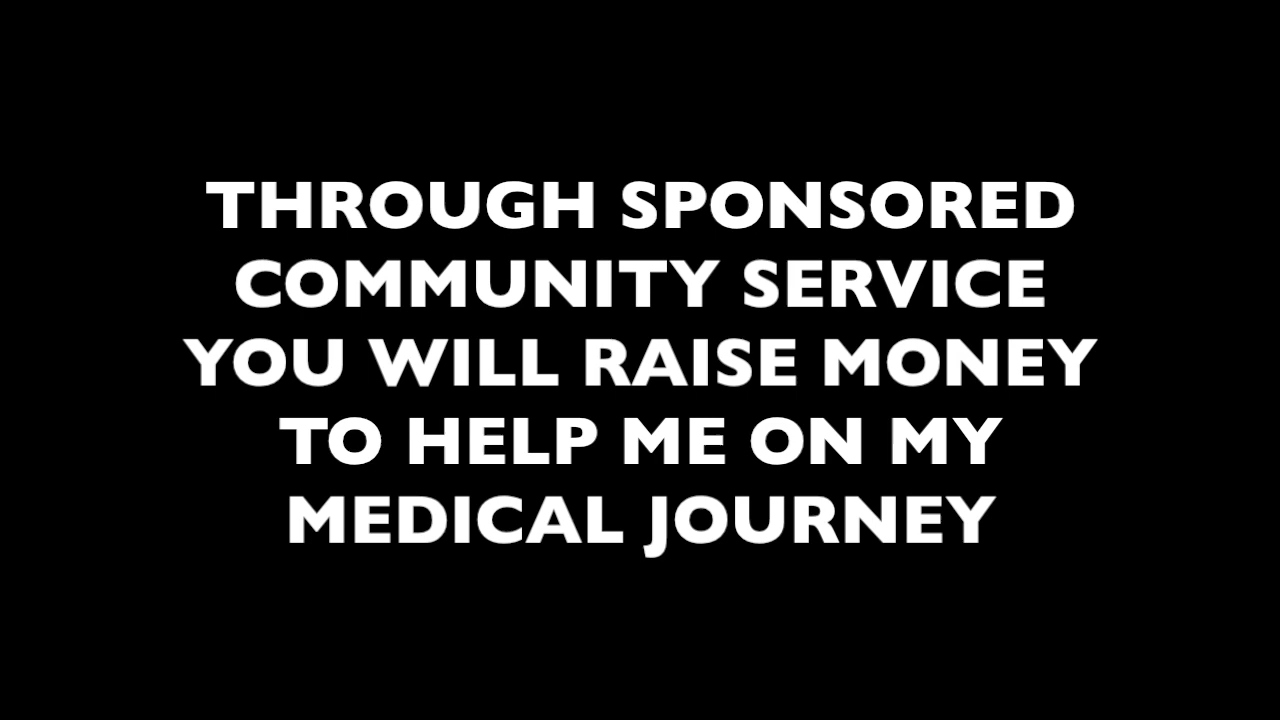 THROUGH SPONSORED
COMMUNITY SERVICE
YOU WILL RAISE MONEY
TO HELP ME ON MY
MEDICAL JOURNEY